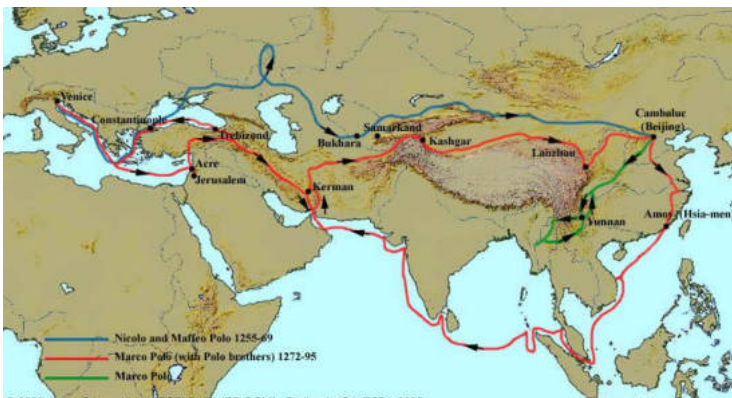 Venice
Constantinople
Trebizond
Bukhara
Samarkand
Kashgar
Cambaluc
(Beijing)
Lanzhou
Acre
Jerusalem
Kerman
Yunnan
Amoy (Hsia-men)
Nicolo and Maffeo Polo 1255-69
Marco Polo (with Polo brothers) 1272-95
Marco Polo